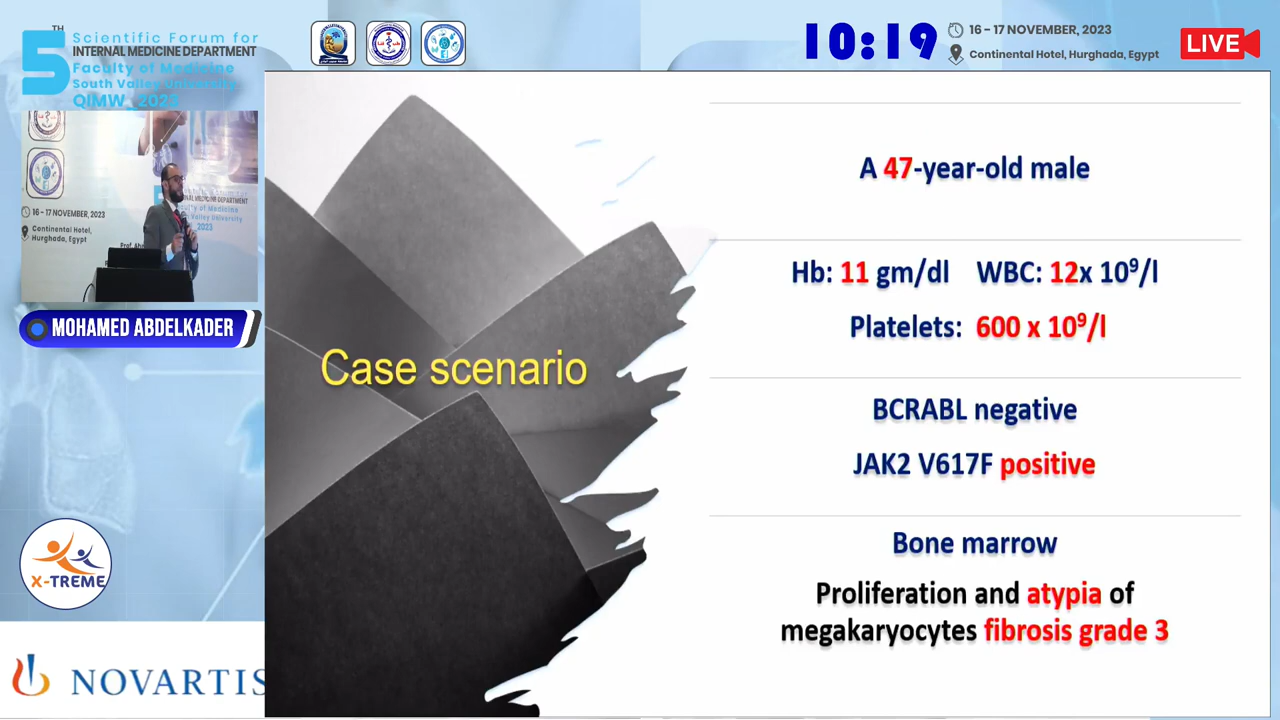 TH
5
Scientific Forum for
INTERNAL MEDICINE DEPARTMENT
Faculty of Medicine
South Valley University
QIMW_2023
10:19
16 – 17 NOVEMBER, 2023
Continental Hotel, Hurghada, Egypt
LIVE
16 – 17 NOVEMBER, 2023
Continental Hotel,
Hurghada, Egypt
MOHAMED ABDELKADER
X-TREME
NOVARTIS
Case scenario
A 47-year-old male
Hb: 11 gm/dl WBC: 12x 10⁹/l
Platelets: 600 x 10⁹/l
BCRABL negative
JAK2 V617F positive
Bone marrow
Proliferation and atypia of
megakaryocytes fibrosis grade 3